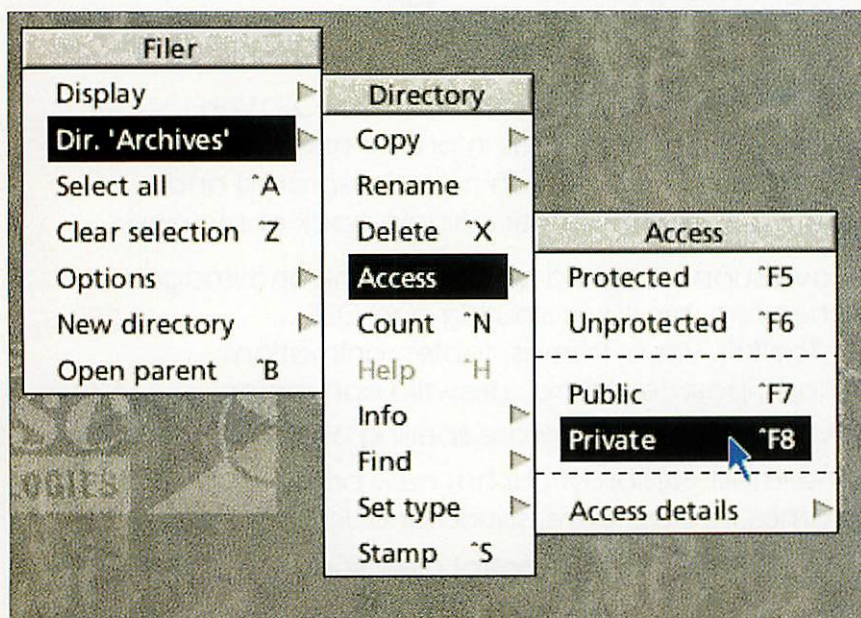 Filer
Display
Dir. 'Archives'
Select all ^A
Clear selection ^Z
Options
New directory
Open parent ^B
Directory
Copy
Rename
Delete ^X
Access
Count ^N
Help ^H
Info
Find
Set type
Stamp ^S
Access
Protected ^F5
Unprotected ^F6
Public ^F7
Private ^F8
Access details